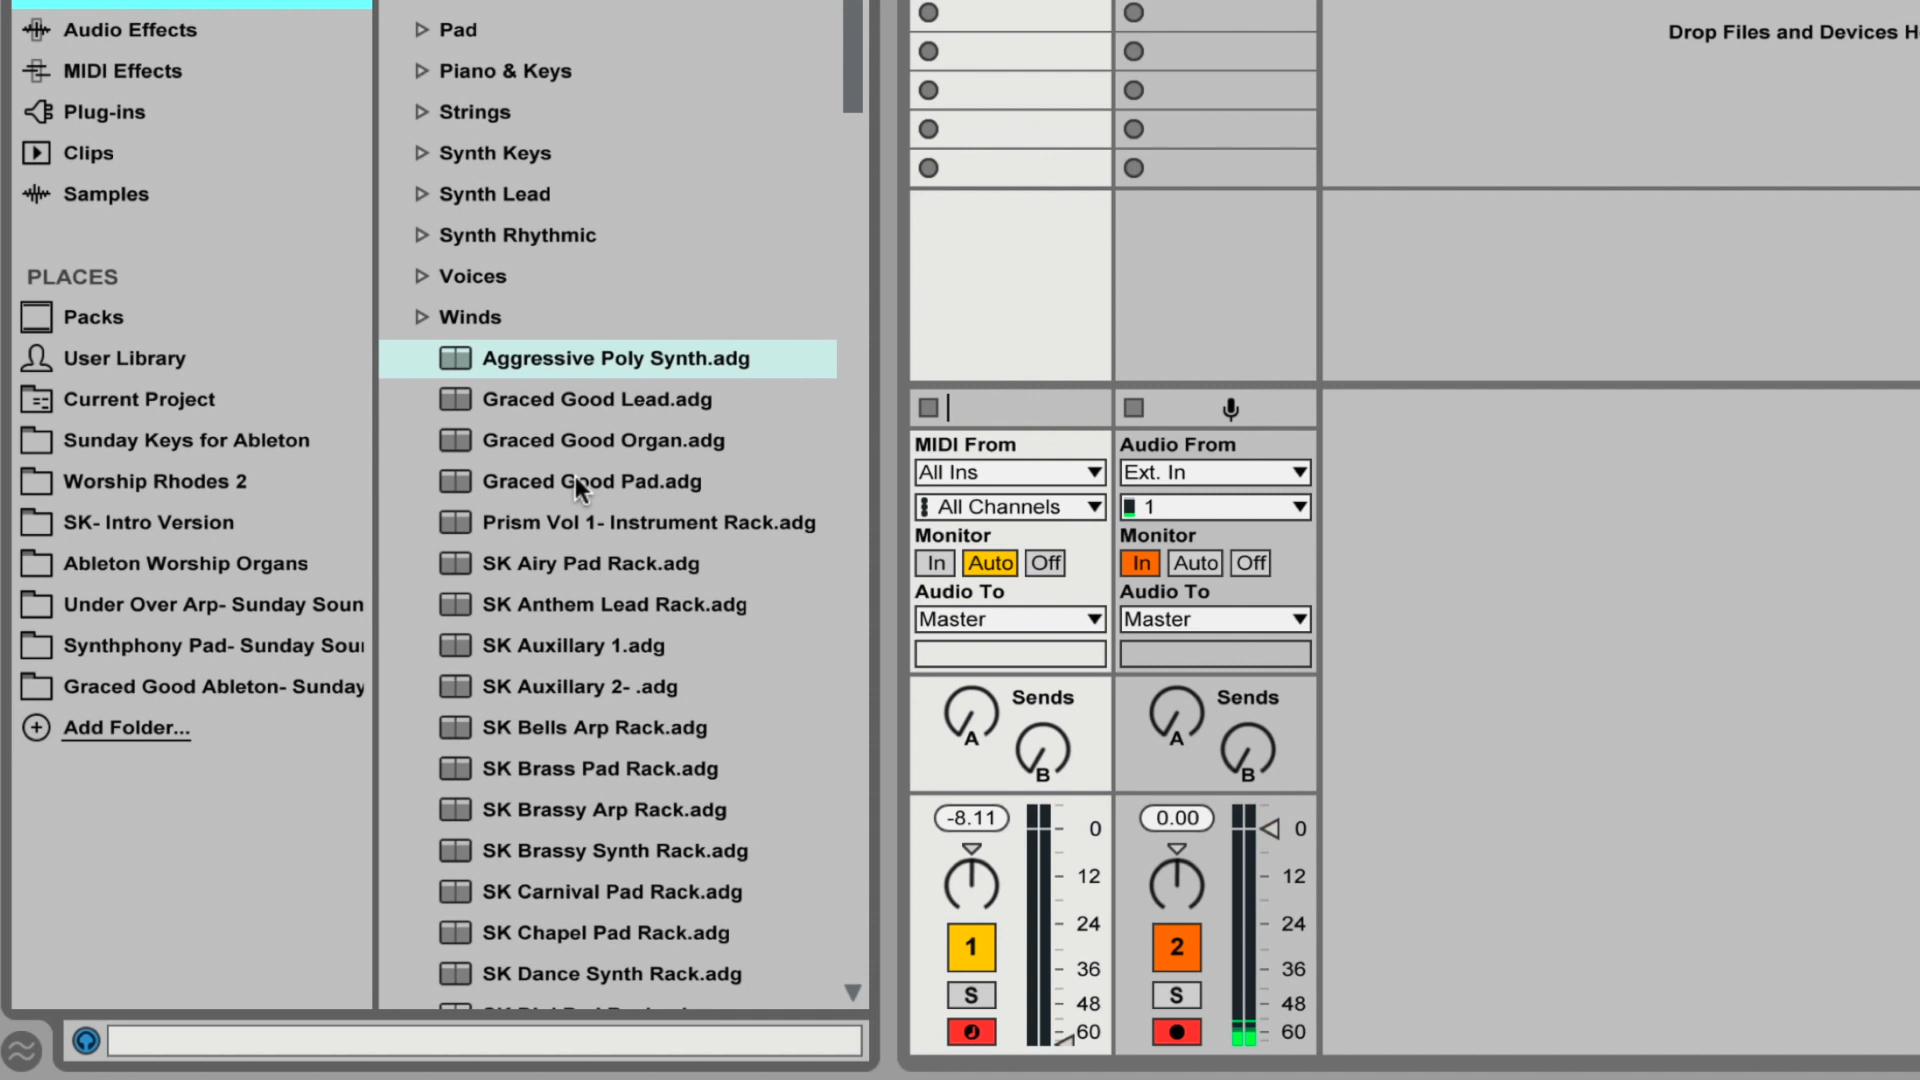 Audio Effects
MIDI Effects
Plug-ins
Clips
Samples
PLACES
Packs
User Library
Current Project
Sunday Keys for Ableton
Worship Rhodes 2
SK- Intro Version
Ableton Worship Organs
Under Over Arp- Sunday Soun
Synthphony Pad- Sunday Sou
Graced Good Ableton- Sunday
Add Folder...
Pad
Piano & Keys
Strings
Synth Keys
Synth Lead
Synth Rhythmic
Voices
Winds
Aggressive Poly Synth.adg
Graced Good Lead.adg
Graced Good Organ.adg
Graced Good Pad.adg
Prism Vol 1- Instrument Rack.adg
SK Airy Pad Rack.adg
SK Anthem Lead Rack.adg
SK Auxillary 1.adg
SK Auxillary 2- .adg
SK Bells Arp Rack.adg
SK Brass Pad Rack.adg
SK Brassy Arp Rack.adg
SK Brassy Synth Rack.adg
SK Carnival Pad Rack.adg
SK Chapel Pad Rack.adg
SK Dance Synth Rack.adg
Drop Files and Devices H
MIDI From
All Ins
All Channels
Monitor
In Auto Off
Audio To
Master
Sends
A
B
-8.11
0
12
24
36
48
60
1
S
Audio From
Ext. In
1
Monitor
In Auto Off
Audio To
Master
Sends
A
B
0.00
0
12
24
36
48
60
2
S